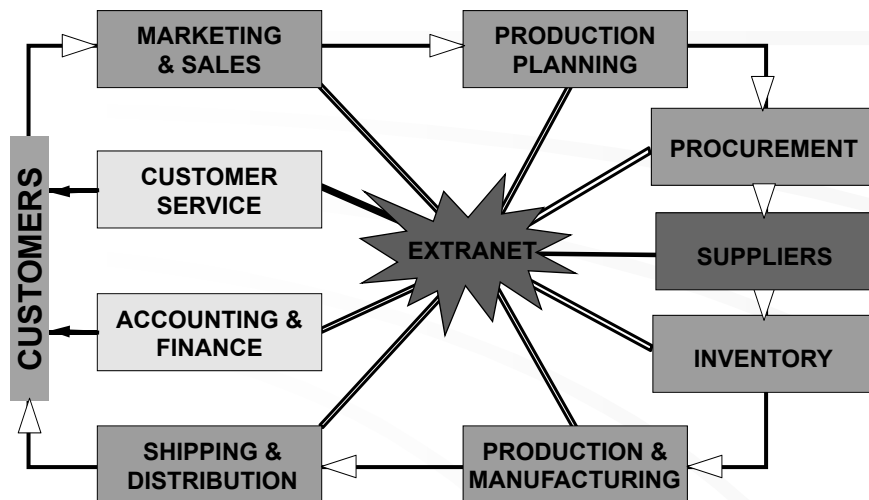 MARKETING
& SALES
PRODUCTION
PLANNING
PROCUREMENT
CUSTOMERS
CUSTOMER
SERVICE
EXTRANET
SUPPLIERS
ACCOUNTING &
FINANCE
INVENTORY
SHIPPING &
DISTRIBUTION
PRODUCTION &
MANUFACTURING